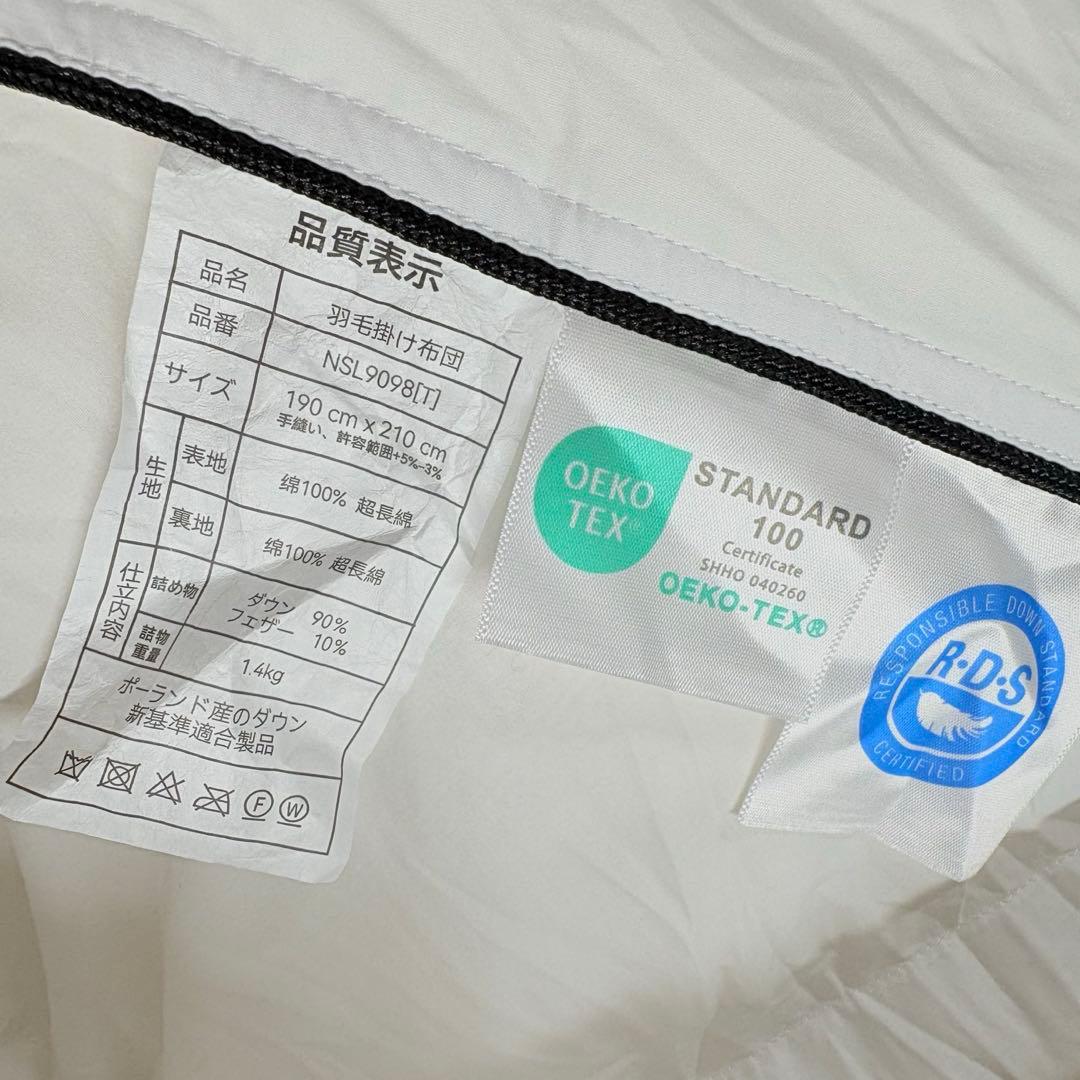 品質表示
品名 羽毛掛け布団
品番 NSL9098[T]
サイズ 190 cm x 210 cm
手縫い、許容範囲+5%-3%
生地 表地 绵100% 超長綿
裏地 绵100% 超長綿
仕立内容 詰め物 ダウン 90%
フェザー 10%
詰物重量 1.4kg
ポーランド産のダウン
新基準適合製品
F W
OEKO
TEX
STANDARD
100
Certificate
SHHO 040260
OEKO-TEX®
RESPONSIBLE DOWN STANDARD
R·D·S
CERTIFIED